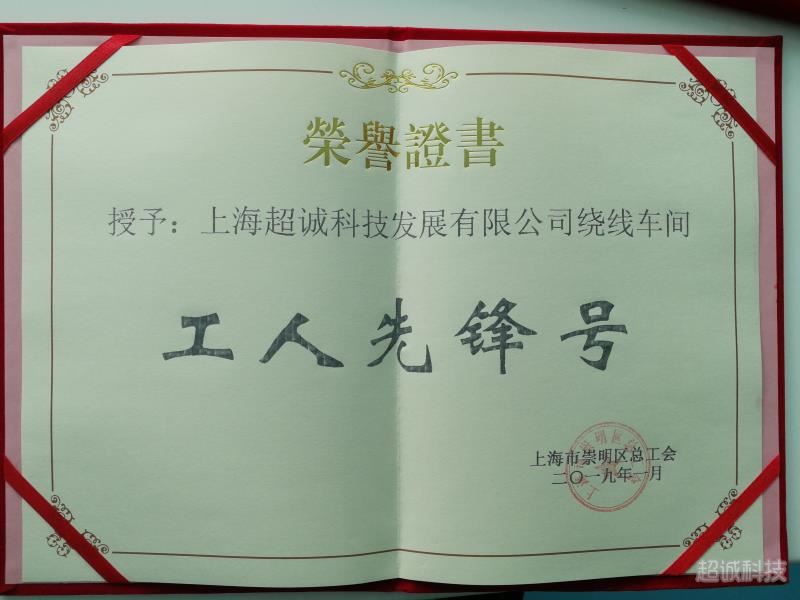 榮譽證書
授予：上海超诚科技发展有限公司绕线车间
工人先锋号
上海市崇明区总工会
二〇一九年一月
超诚科技